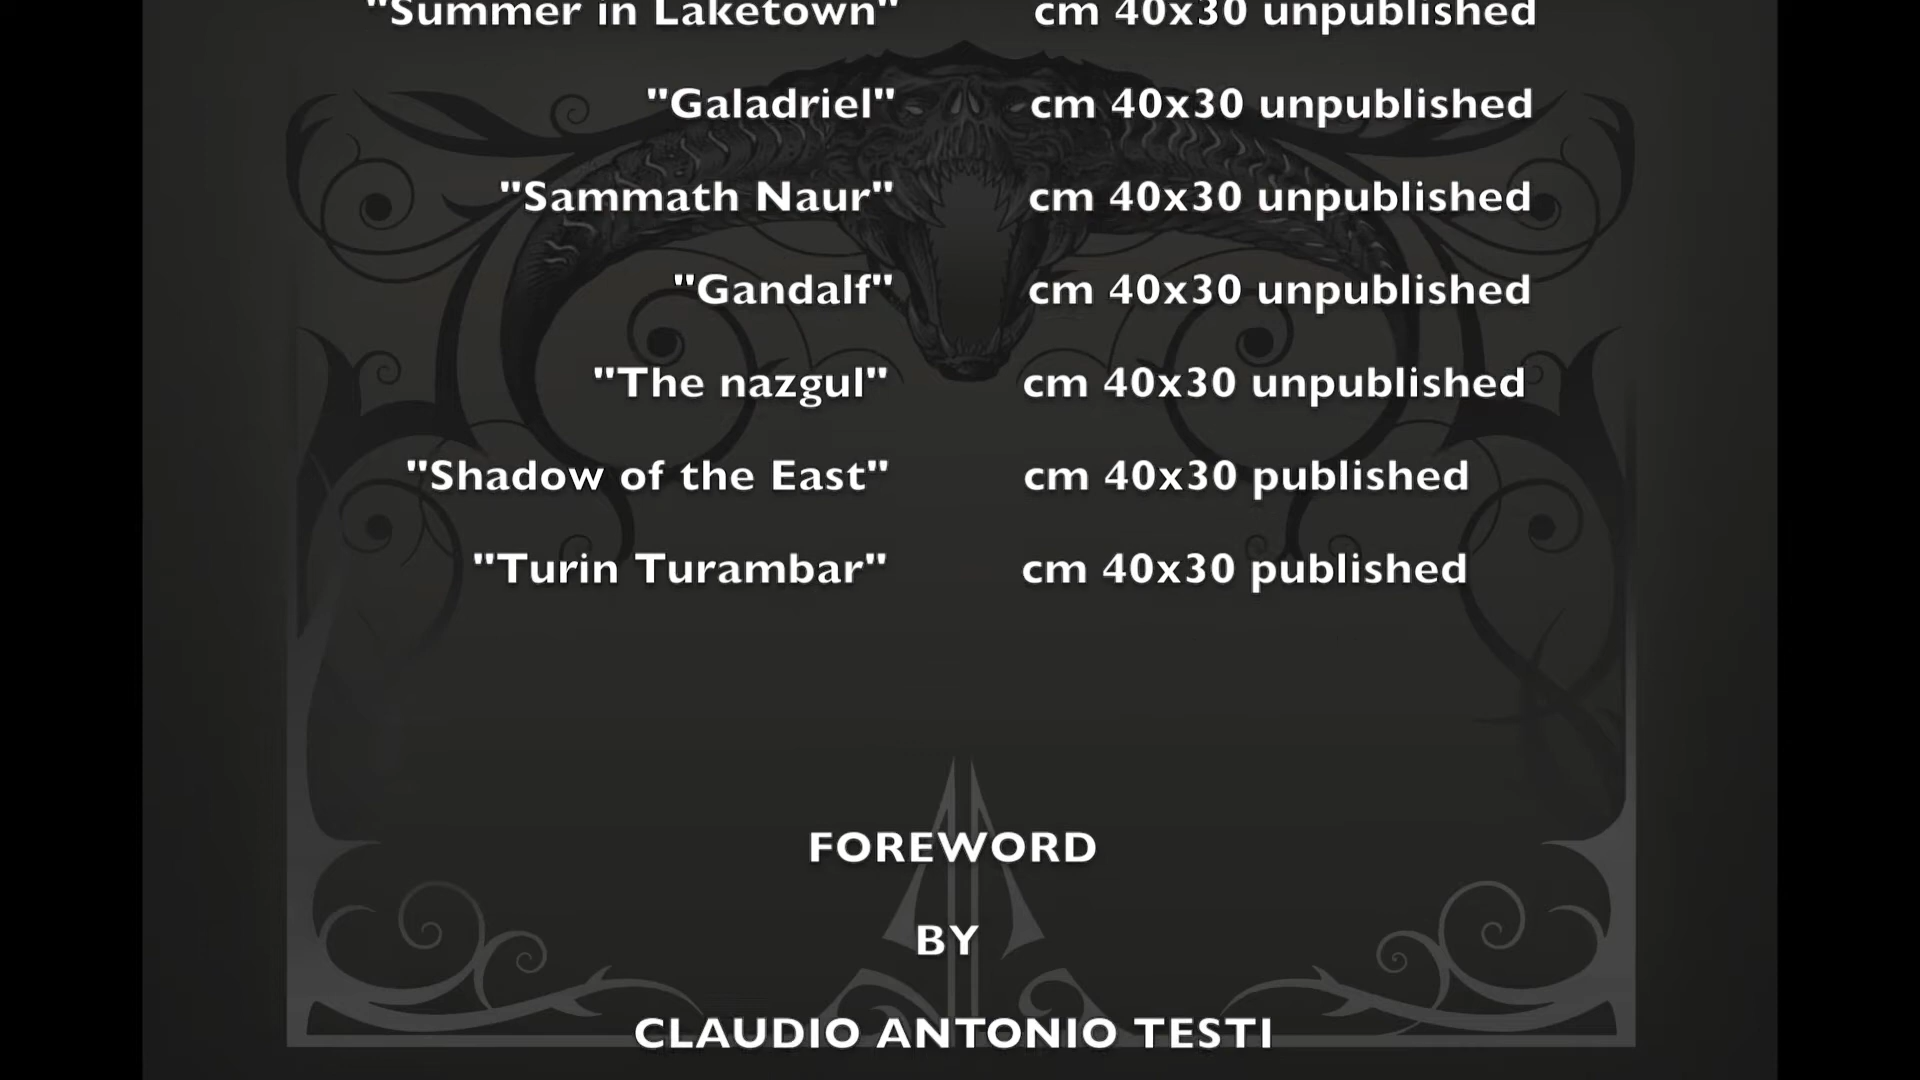 "Summer in Laketown" cm 40x30 unpublished
"Galadriel" cm 40x30 unpublished
"Sammath Naur" cm 40x30 unpublished
"Gandalf" cm 40x30 unpublished
"The nazgul" cm 40x30 unpublished
"Shadow of the East" cm 40x30 published
"Turin Turambar" cm 40x30 published
FOREWORD
BY
CLAUDIO ANTONIO TESTI